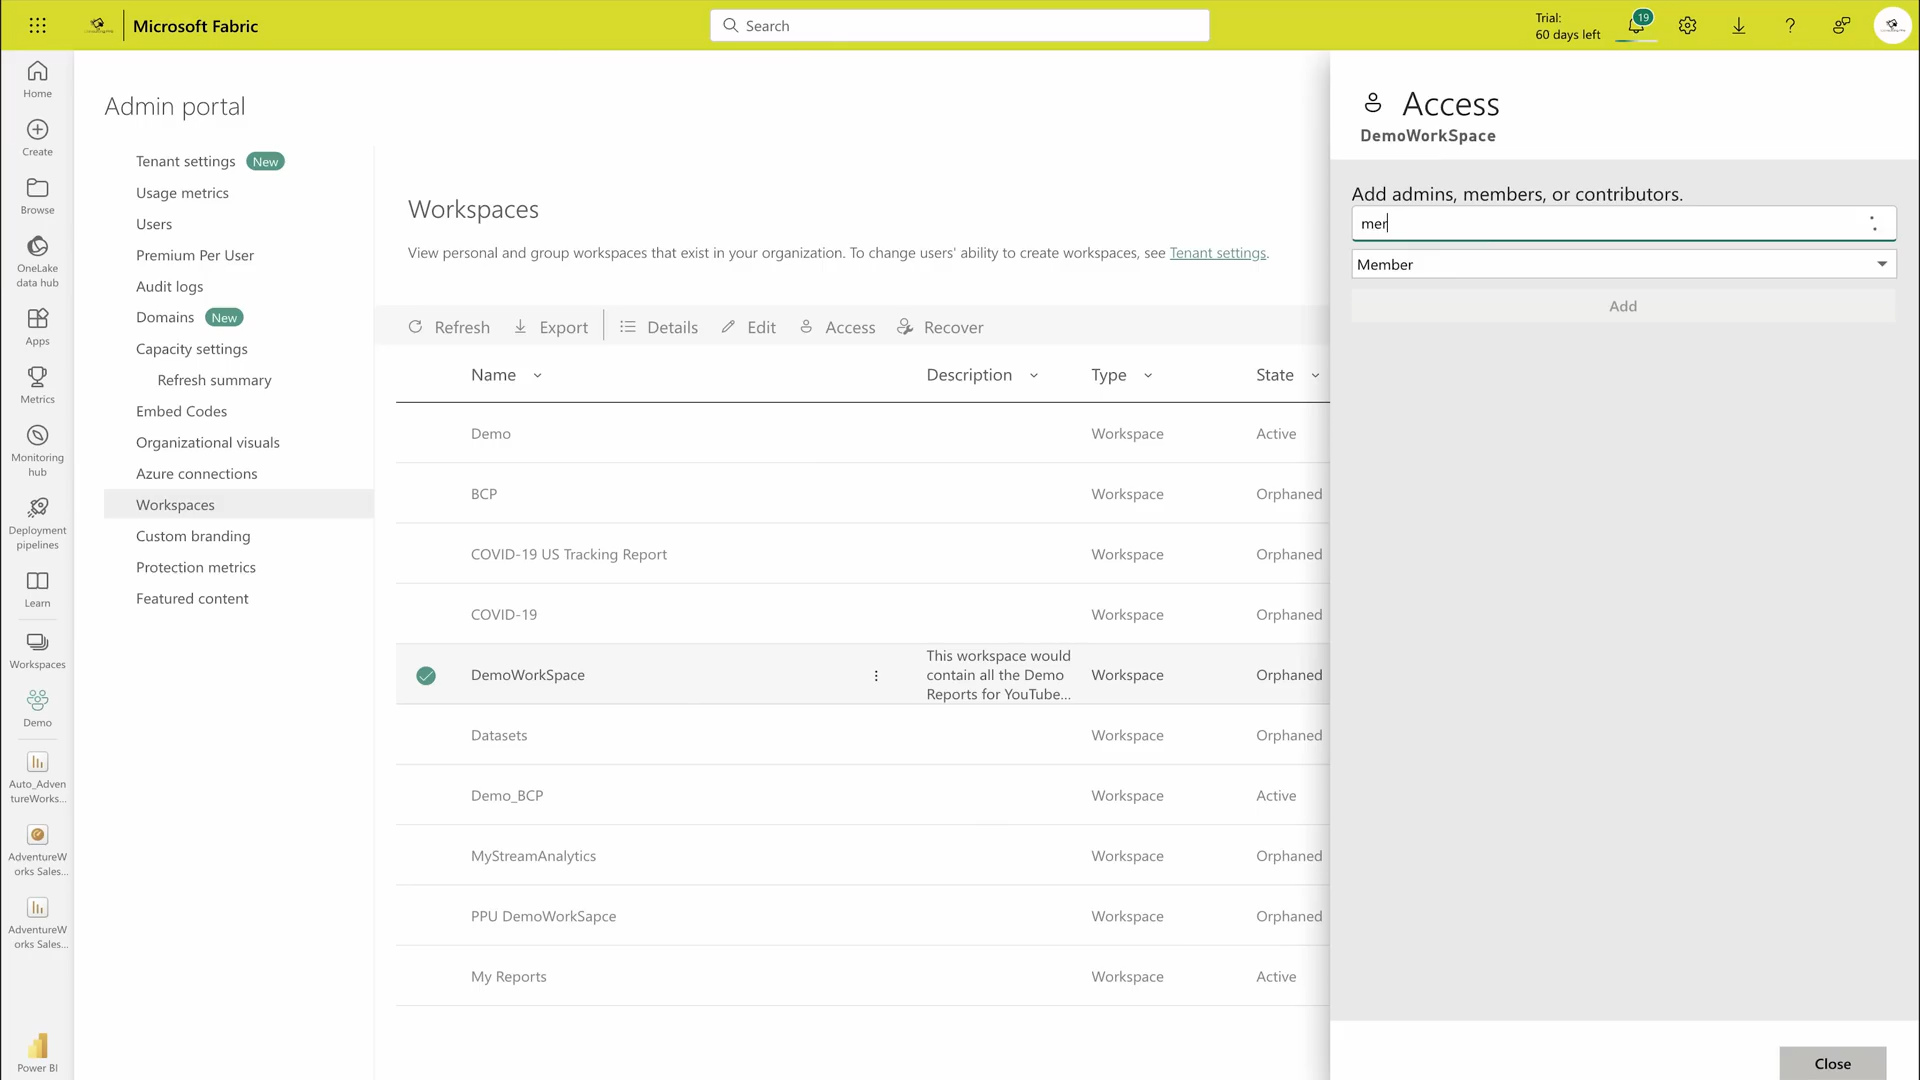 Microsoft Fabric
Search
Trial:
60 days left
19
Home
Create
Browse
OneLake
data hub
Apps
Metrics
Monitoring
hub
Deployment
pipelines
Learn
Workspaces
Demo
Auto_Adven
tureWorks...
AdventureW
orks Sales...
AdventureW
orks Sales...
Power BI
Admin portal
Tenant settings New
Usage metrics
Users
Premium Per User
Audit logs
Domains New
Capacity settings
Refresh summary
Embed Codes
Organizational visuals
Azure connections
Workspaces
Custom branding
Protection metrics
Featured content
Workspaces
View personal and group workspaces that exist in your organization. To change users' ability to create workspaces, see Tenant settings.
Refresh Export Details Edit Access Recover
Name Description Type State
Demo Workspace Active
BCP Workspace Orphaned
COVID-19 US Tracking Report Workspace Orphaned
COVID-19 Workspace Orphaned
This workspace would
DemoWorkSpace contain all the Demo Workspace Orphaned
Reports for YouTube...
Datasets Workspace Orphaned
Demo_BCP Workspace Active
MyStreamAnalytics Workspace Orphaned
PPU DemoWorkSapce Workspace Orphaned
My Reports Workspace Active
Access
DemoWorkSpace
Add admins, members, or contributors.
mer
Member
Add
Close